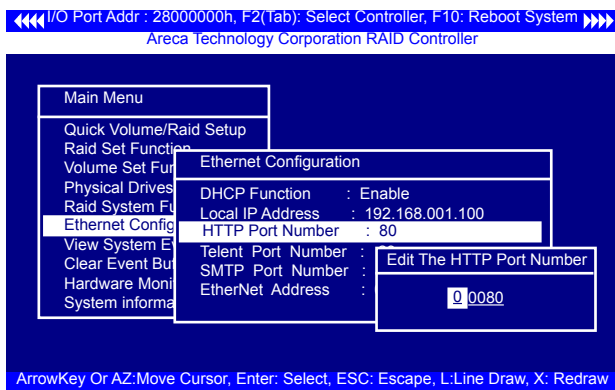 I/O Port Addr : 28000000h, F2(Tab): Select Controller, F10: Reboot System
Areca Technology Corporation RAID Controller
Main Menu
Quick Volume/Raid Setup
Raid Set Function
Volume Set Fun
Physical Drives
Raid System Fu
Ethernet Config
View System Ev
Clear Event Buf
Hardware Moni
System informa
Ethernet Configuration
DHCP Function : Enable
Local IP Address : 192.168.001.100
HTTP Port Number : 80
Telent Port Number :
SMTP Port Number :
EtherNet Address :
Edit The HTTP Port Number
0 0080
ArrowKey Or AZ:Move Cursor, Enter: Select, ESC: Escape, L:Line Draw, X: Redraw